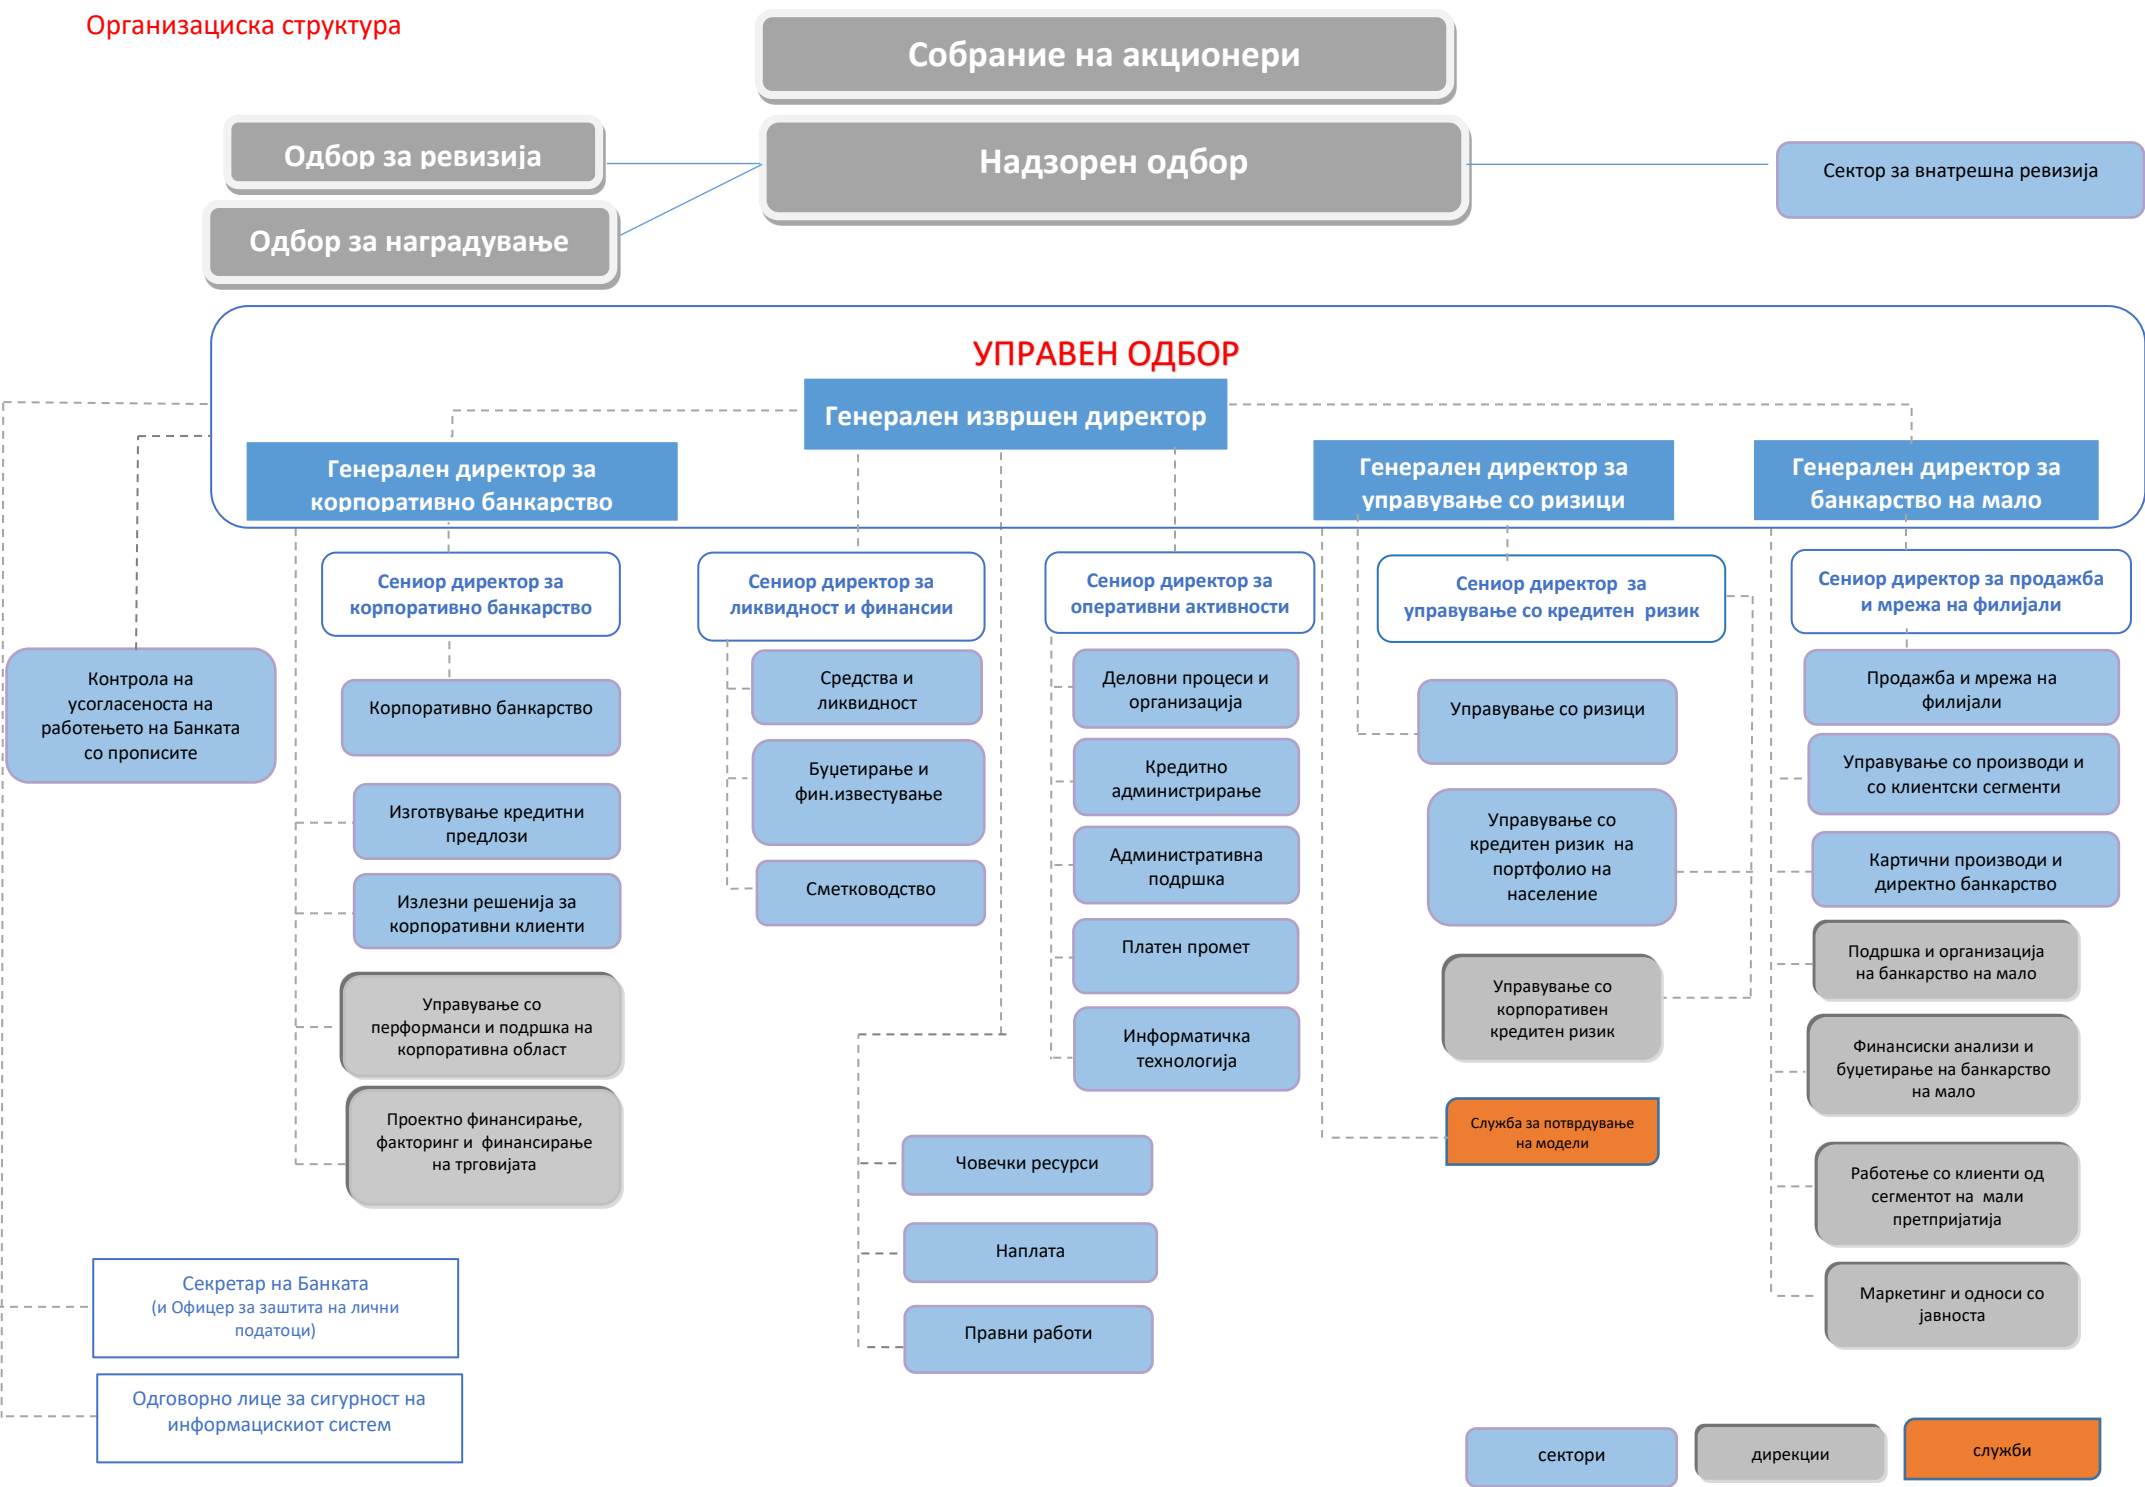 Организациска структура
Собрание на акционери
Одбор за ревизија
Надзорен одбор
Сектор за внатрешна ревизија
Одбор за наградување
УПРАВЕН ОДБОР
Генерален извршен директор
Генерален директор за
корпоративно банкарство
Генерален директор за
управување со ризици
Генерален директор за
банкарство на мало
Сениор директор за
корпоративно банкарство
Сениор директор за
ликвидност и финансии
Сениор директор за
оперативни активности
Сениор директор  за
управување со кредитен  ризик
Сениор директор за продажба
и мрежа на филијали
Контрола на
усогласеноста на
работењето на Банката
со прописите
Корпоративно банкарство
Изготвување кредитни
предлози
Излезни решенија за
корпоративни клиенти
Управување со
перформанси и подршка на
корпоративна област
Проектно финансирање,
факторинг и  финансирање
на трговијата
Средства и
ликвидност
Буџетирање и
фин.известување
Сметководство
Деловни процеси и
организација
Кредитно
администрирање
Административна
подршка
Платен промет
Информатичка
технологија
Човечки ресурси
Наплата
Правни работи
Управување со ризици
Управување со
кредитен ризик  на
портфолио на
население
Управување со
корпоративен
кредитен ризик
Служба за потврдување
на модели
Продажба и мрежа на
филијали
Управување со производи и
со клиентски сегменти
Картични производи и
директно банкарство
Подршка и организација
на банкарство на мало
Финансиски анализи и
буџетирање на банкарство
на мало
Работење со клиенти од
сегментот на  мали
претпријатија
Маркетинг и односи со
јавноста
Секретар на Банката
(и Офицер за заштита на лични
податоци)
Одговорно лице за сигурност на
информацискиот систем
сектори
дирекции
служби